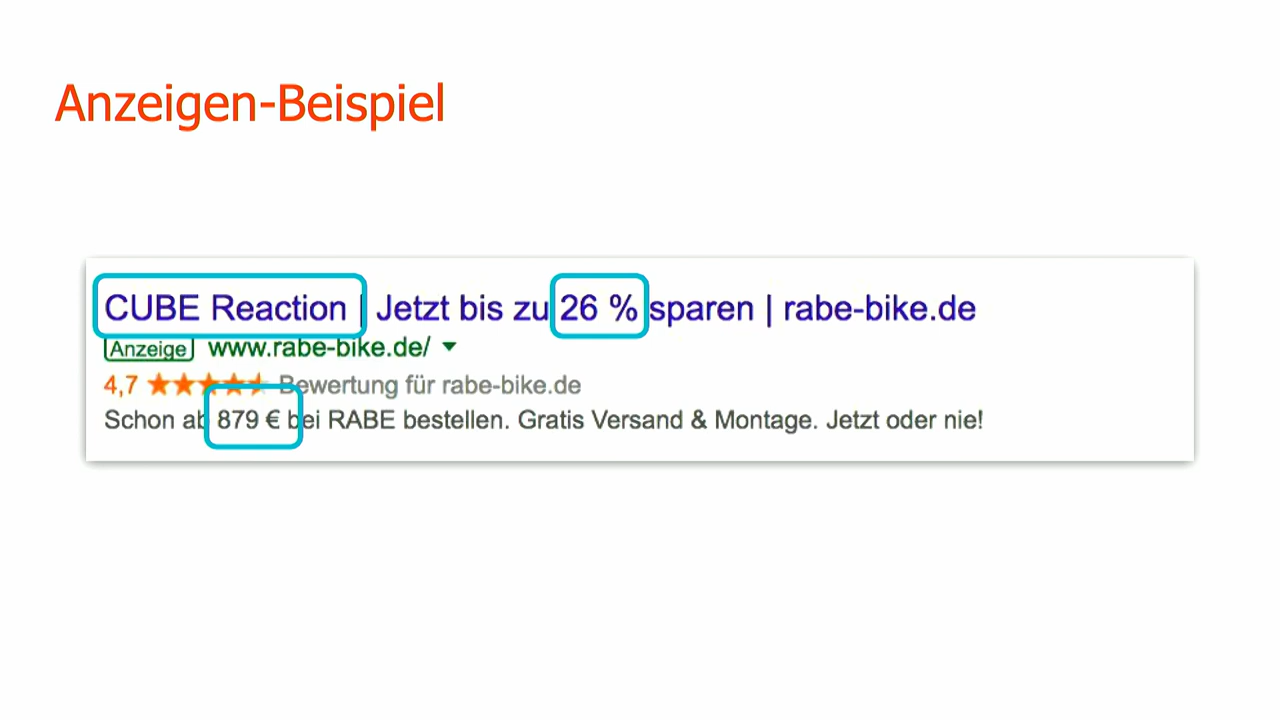 Anzeigen-Beispiel
CUBE Reaction | Jetzt bis zu 26 % sparen | rabe-bike.de
Anzeige www.rabe-bike.de/
4,7 Bewertung für rabe-bike.de
Schon ab 879 € bei RABE bestellen. Gratis Versand & Montage. Jetzt oder nie!